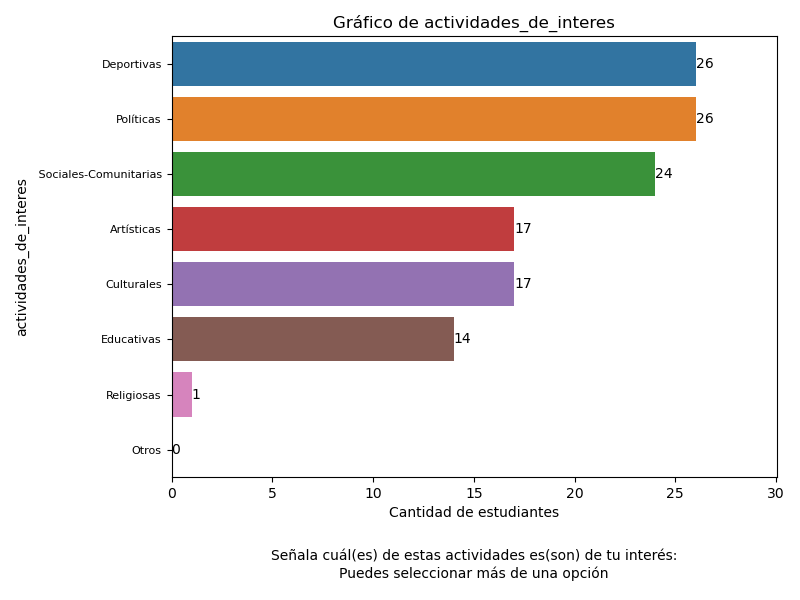 Gráfico de actividades_de_interes
Deportivas
26
Políticas
26
Sociales-Comunitarias
24
Artísticas
17
Culturales
17
Educativas
14
Religiosas
1
Otros
0
actividades_de_interes
0 5 10 15 20 25 30
Cantidad de estudiantes
Señala cuál(es) de estas actividades es(son) de tu interés:
Puedes seleccionar más de una opción